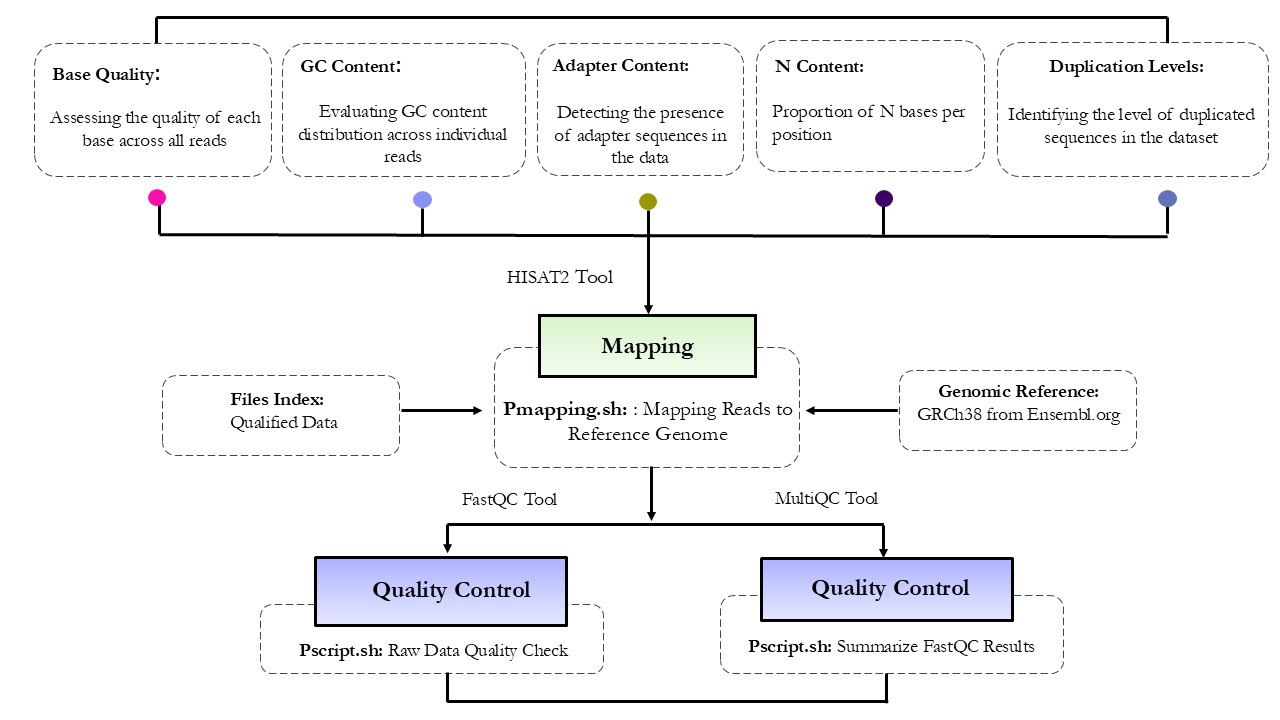 Base Quality:
Assessing the quality of each
base across all reads
GC Content:
Evaluating GC content
distribution across individual
reads
Adapter Content:
Detecting the presence
of adapter sequences in
the data
N Content:
Proportion of N bases per
position
Duplication Levels:
Identifying the level of duplicated
sequences in the dataset
HISAT2 Tool
Mapping
Pmapping.sh: : Mapping Reads to
Reference Genome
Files Index:
Qualified Data
Genomic Reference:
GRCh38 from Ensembl.org
FastQC Tool
MultiQC Tool
Quality Control
Pscript.sh: Raw Data Quality Check
Quality Control
Pscript.sh: Summarize FastQC Results